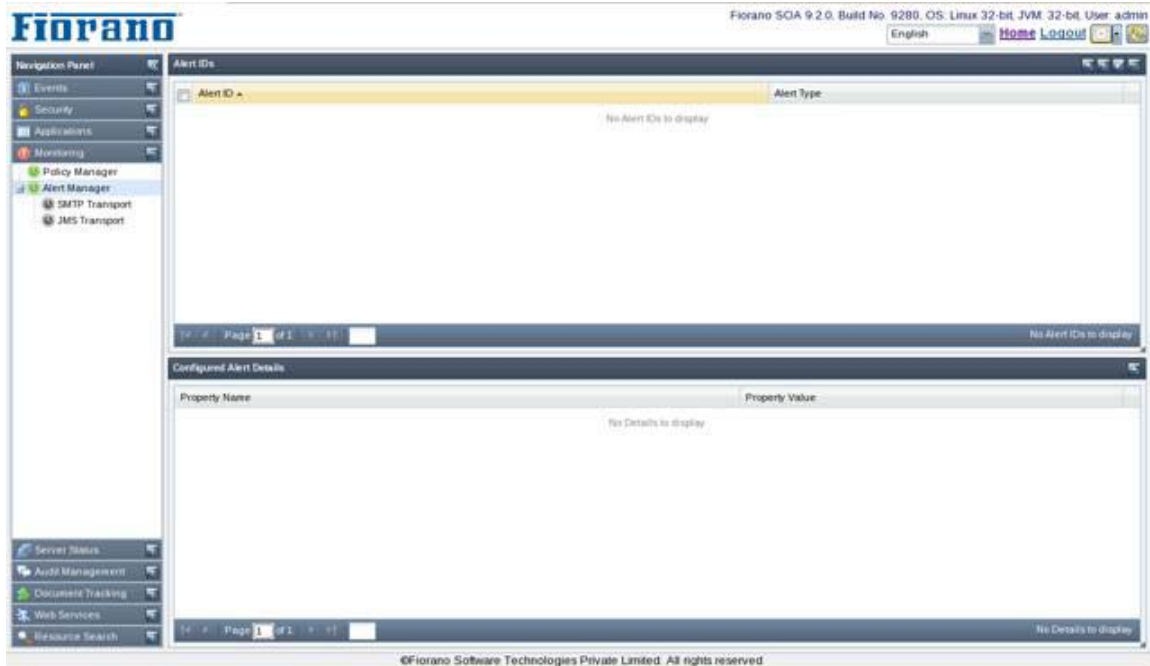 Fiorano
Fiorano SOA 9.2.0, Build No. 9280, OS: Linux 32-bit, JVM: 32-bit, User: admin
English
Home Logout
Navigation Panel
Events
Security
Applications
Monitoring
Policy Manager
Alert Manager
SMTP Transport
JMS Transport
Server Status
Audit Management
Document Tracking
Web Services
Resource Search
Alert IDs
Alert ID Alert Type
No Alert IDs to display
Page 1 of 1 No Alert IDs to display
Configured Alert Details
Property Name Property Value
No Details to display
Page 1 of 1 No Details to display
©Fiorano Software Technologies Private Limited. All rights reserved